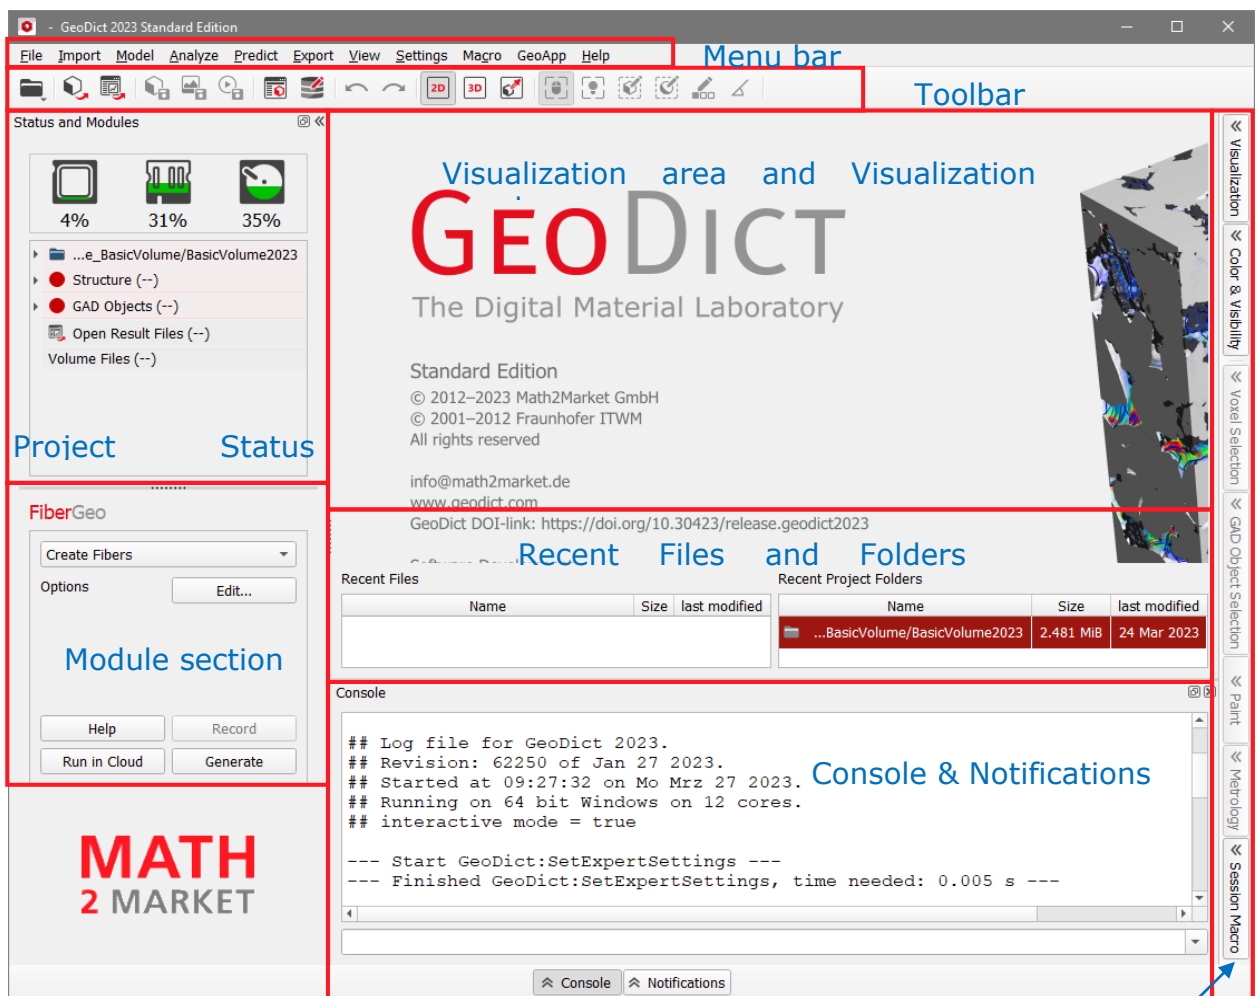 - GeoDict 2023 Standard Edition
File Import Model Analyze Predict Export View Settings Macro GeoApp Help
Menu bar
2D 3D
Toolbar
Status and Modules
4% 31% 35%
...e_BasicVolume/BasicVolume2023
Structure (--)
GAD Objects (--)
Open Result Files (--)
Volume Files (--)
Project Status
FiberGeo
Create Fibers
Options Edit...
Module section
Help Record
Run in Cloud Generate
MATH
2 MARKET
Visualization area and Visualization
GEODICT
The Digital Material Laboratory
Standard Edition
© 2012–2023 Math2Market GmbH
© 2001–2012 Fraunhofer ITWM
All rights reserved
info@math2market.de
www.geodict.com
GeoDict DOI-link: https://doi.org/10.30423/release.geodict2023
Recent Files and Folders
Recent Files
Name Size last modified
Recent Project Folders
Name Size last modified
...BasicVolume/BasicVolume2023 2.481 MiB 24 Mar 2023
Console
## Log file for GeoDict 2023.
## Revision: 62250 of Jan 27 2023.
## Started at 09:27:32 on Mo Mrz 27 2023.
## Running on 64 bit Windows on 12 cores.
## interactive mode = true
Console & Notifications
--- Start GeoDict:SetExpertSettings ---
--- Finished GeoDict:SetExpertSettings, time needed: 0.005 s ---
Console Notifications
Visualization
Color & Visibility
Voxel Selection
GAD Object Selection
Paint
Metrology
Session Macro